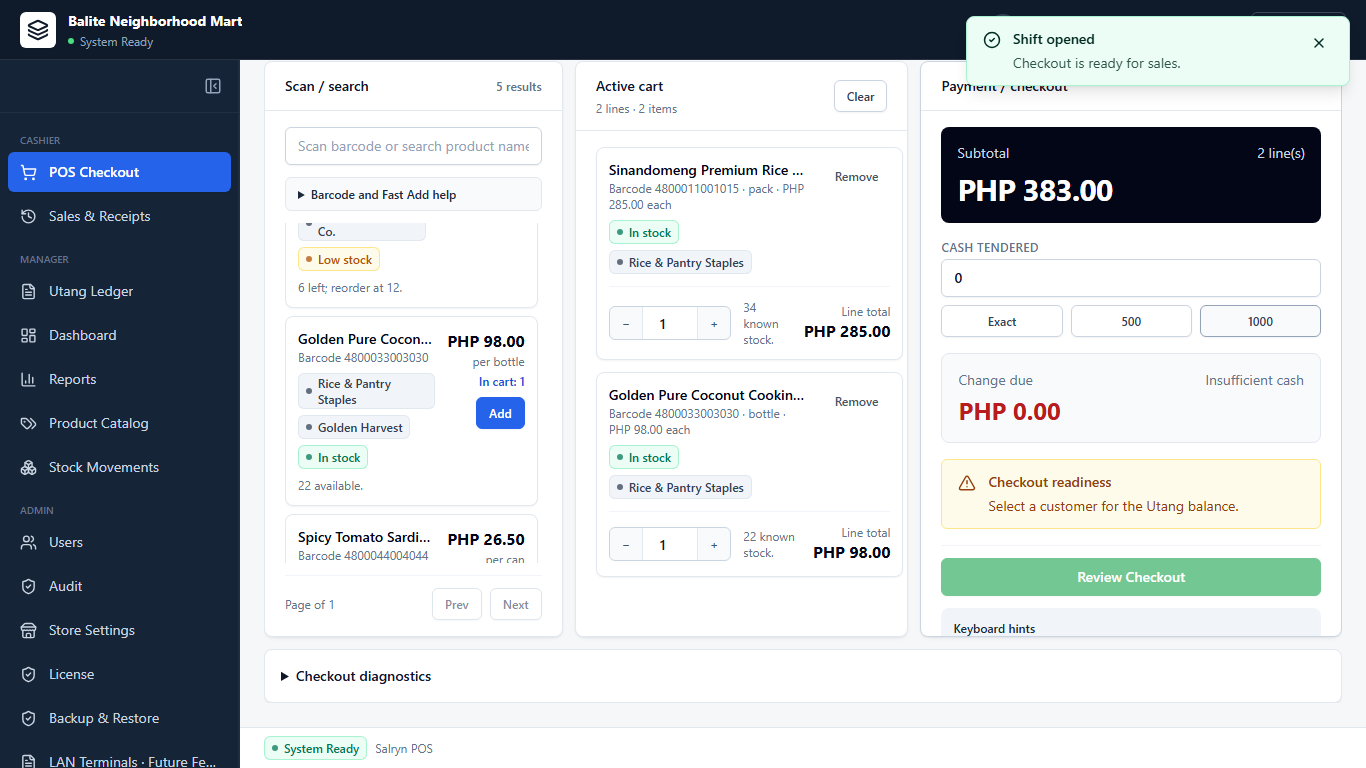 Balite Neighborhood Mart
System Ready
Shift opened
Checkout is ready for sales.
CASHIER
POS Checkout
Sales & Receipts
MANAGER
Utang Ledger
Dashboard
Reports
Product Catalog
Stock Movements
ADMIN
Users
Audit
Store Settings
License
Backup & Restore
LAN Terminals · Future Fe...
Scan / search
5 results
Scan barcode or search product name
Barcode and Fast Add help
Co.
Low stock
6 left; reorder at 12.
Golden Pure Cocon...
PHP 98.00
Barcode 4800033003030
per bottle
Rice & Pantry
Staples
In cart: 1
Add
Golden Harvest
In stock
22 available.
Spicy Tomato Sardi...
PHP 26.50
Barcode 4800044004044
per can
Page of 1
Prev
Next
Active cart
2 lines · 2 items
Clear
Sinandomeng Premium Rice ...
Remove
Barcode 4800011001015 · pack · PHP
285.00 each
In stock
Rice & Pantry Staples
−
1
+
34
known
stock.
Line total
PHP 285.00
Golden Pure Coconut Cookin...
Remove
Barcode 4800033003030 · bottle ·
PHP 98.00 each
In stock
Rice & Pantry Staples
−
1
+
22 known
stock.
Line total
PHP 98.00
Payment / checkout
Subtotal
2 line(s)
PHP 383.00
CASH TENDERED
0
Exact
500
1000
Change due
Insufficient cash
PHP 0.00
Checkout readiness
Select a customer for the Utang balance.
Review Checkout
Keyboard hints
Checkout diagnostics
System Ready
Salryn POS